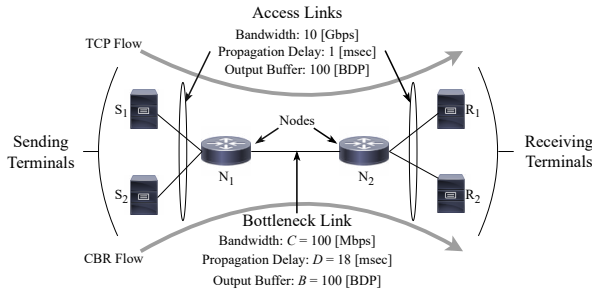 Access Links
Bandwidth: 10 [Gbps]
Propagation Delay: 1 [msec]
Output Buffer: 100 [BDP]
TCP Flow
S1
R1
Nodes
Sending
Terminals
Receiving
Terminals
N1
N2
S2
R2
Bottleneck Link
Bandwidth: C = 100 [Mbps]
Propagation Delay: D = 18 [msec]
Output Buffer: B = 100 [BDP]
CBR Flow